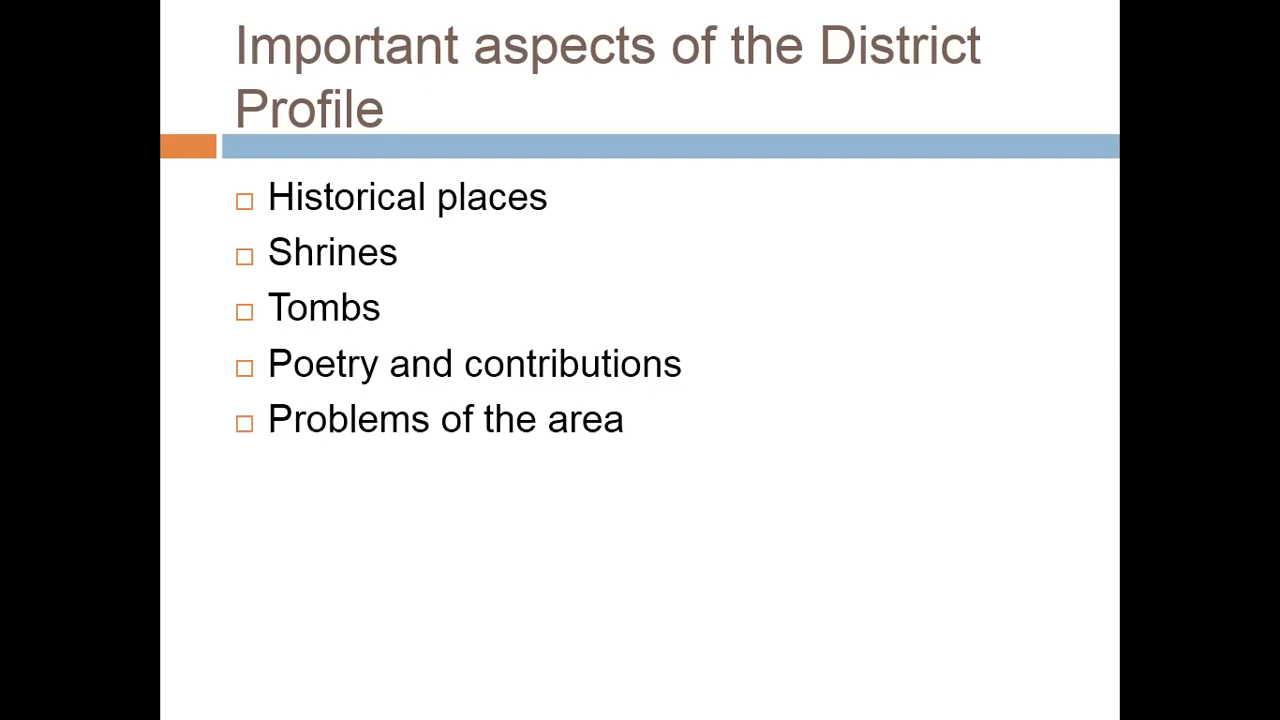 Important aspects of the District
Profile
Historical places
Shrines
Tombs
Poetry and contributions
Problems of the area